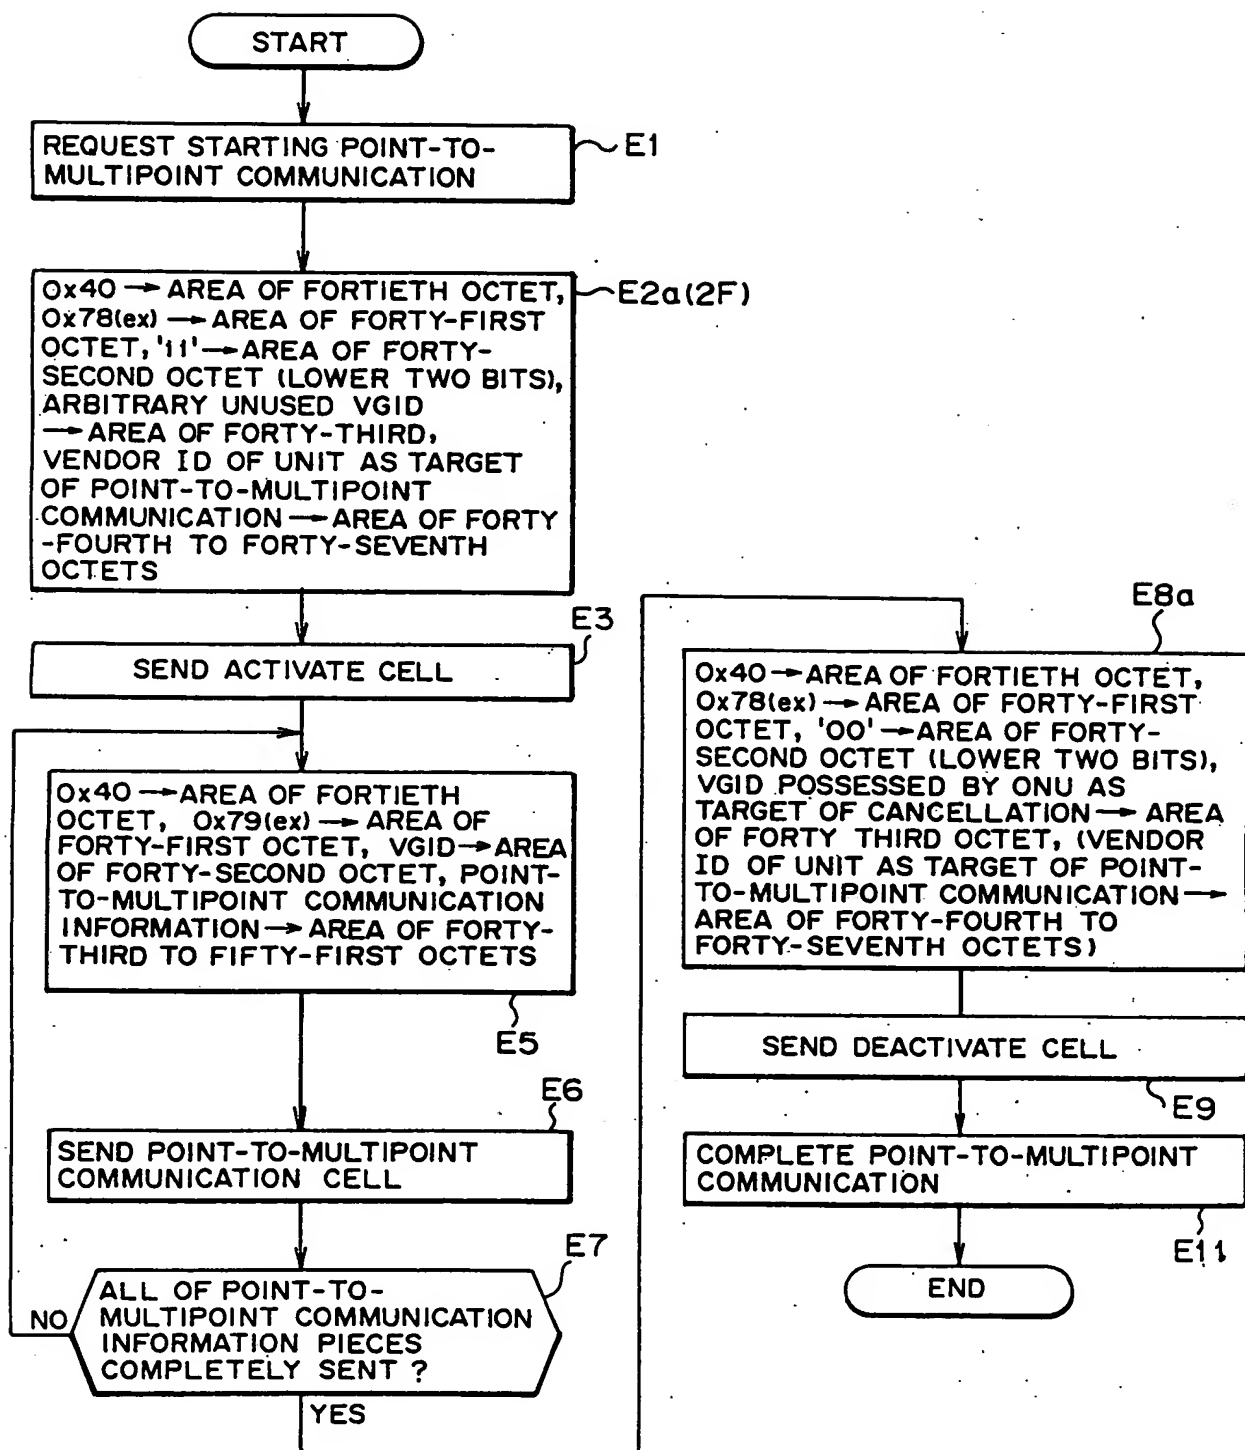 START
REQUEST STARTING POINT-TO-
MULTIPOINT COMMUNICATION
E1
0x40→AREA OF FORTIETH OCTET,
0x78(ex)→AREA OF FORTY-FIRST
OCTET,'11'→AREA OF FORTY-
SECOND OCTET (LOWER TWO BITS),
ARBITRARY UNUSED VGID
→AREA OF FORTY-THIRD,
VENDOR ID OF UNIT AS TARGET
OF POINT-TO-MULTIPOINT
COMMUNICATION→AREA OF FORTY
-FOURTH TO FORTY-SEVENTH
OCTETS
E2a(2F)
E3
SEND ACTIVATE CELL
0x40→AREA OF FORTIETH
OCTET, 0x79(ex)→AREA OF
FORTY-FIRST OCTET, VGID→AREA
OF FORTY-SECOND OCTET, POINT-
TO-MULTIPOINT COMMUNICATION
INFORMATION→AREA OF FORTY-
THIRD TO FIFTY-FIRST OCTETS
E5
E6
SEND POINT-TO-MULTIPOINT
COMMUNICATION CELL
E7
ALL OF POINT-TO-
MULTIPOINT COMMUNICATION
INFORMATION PIECES
COMPLETELY SENT ?
NO
YES
E8a
0x40→AREA OF FORTIETH OCTET,
0x78(ex)→AREA OF FORTY-FIRST
OCTET, '00'→AREA OF FORTY-
SECOND OCTET (LOWER TWO BITS),
VGID POSSESSED BY ONU AS
TARGET OF CANCELLATION→AREA
OF FORTY THIRD OCTET, (VENDOR
ID OF UNIT AS TARGET OF POINT-
TO-MULTIPOINT COMMUNICATION→
AREA OF FORTY-FOURTH TO
FORTY-SEVENTH OCTETS)
SEND DEACTIVATE CELL
E9
COMPLETE POINT-TO-MULTIPOINT
COMMUNICATION
E11
END